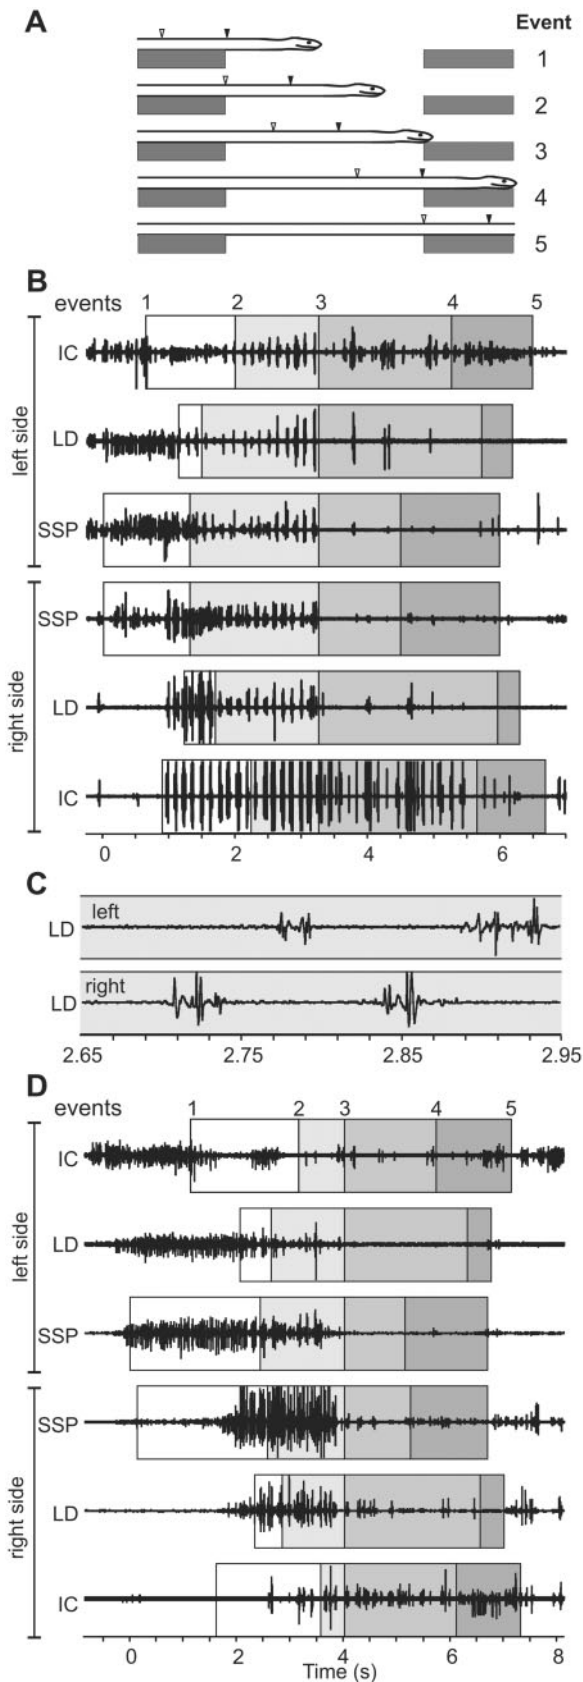 A
Event
1
2
3
4
5
B
events 1 2 3 4 5
left side
IC
LD
SSP
right side
SSP
LD
IC
0 2 4 6
C
left
LD
right
LD
2.65 2.75 2.85 2.95
D
events 1 2 3 4 5
left side
IC
LD
SSP
right side
SSP
LD
IC
0 2 4 6 8
Time (s)